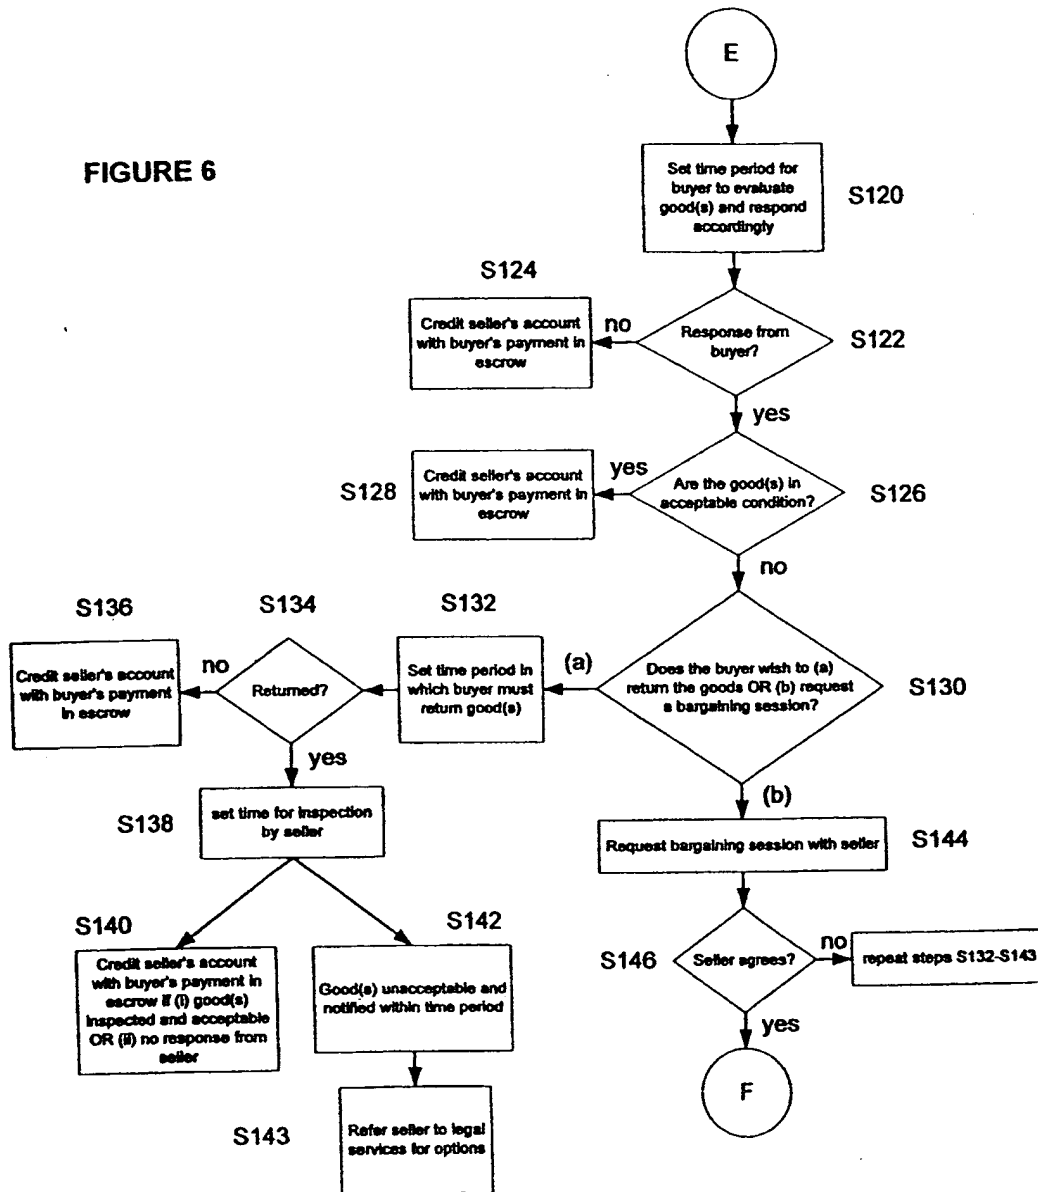 E
FIGURE 6
Set time period for
buyer to evaluate
good(s) and respond
accordingly
S120
S124
Credit seller's account
with buyer's payment in
escrow
no
Response from
buyer?
S122
yes
S128
Credit seller's account
with buyer's payment in
escrow
yes
Are the good(s) in
acceptable condition?
S126
no
S136
S134
S132
Credit seller's account
with buyer's payment
in escrow
no
Returned?
Set time period in
which buyer must
return good(s)
(a)
Does the buyer wish to (a)
return the goods OR (b) request
a bargaining session?
S130
yes
(b)
S138
set time for inspection
by seller
Request bargaining session with seller
S144
S140
Credit seller's account
with buyer's payment in
escrow if (i) good(s)
inspected and acceptable
OR (ii) no response from
seller
S142
Good(s) unacceptable and
notified within time period
S146
Seller agrees?
no
repeat steps S132-S143
yes
F
S143
Refer seller to legal
services for options